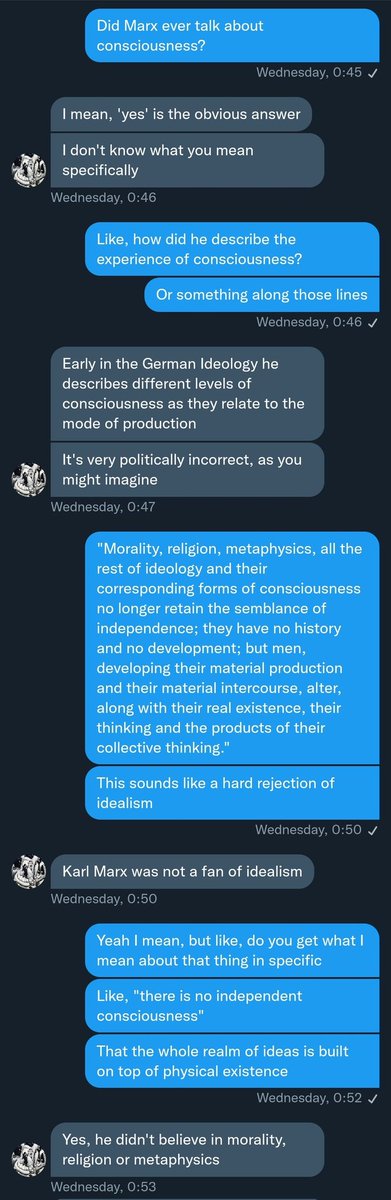 Did Marx ever talk about
consciousness?
Wednesday, 0:45 ✓
I mean, 'yes' is the obvious answer
I don't know what you mean
specifically
Wednesday, 0:46
Like, how did he describe the
experience of consciousness?
Or something along those lines
Wednesday, 0:46 ✓
Early in the German Ideology he
describes different levels of
consciousness as they relate to the
mode of production
It's very politically incorrect, as you
might imagine
Wednesday, 0:47
"Morality, religion, metaphysics, all the
rest of ideology and their
corresponding forms of consciousness
no longer retain the semblance of
independence; they have no history
and no development; but men,
developing their material production
and their material intercourse, alter,
along with their real existence, their
thinking and the products of their
collective thinking."
This sounds like a hard rejection of
idealism
Wednesday, 0:50 ✓
Karl Marx was not a fan of idealism
Wednesday, 0:50
Yeah I mean, but like, do you get what I
mean about that thing in specific
Like, "there is no independent
consciousness"
That the whole realm of ideas is built
on top of physical existence
Wednesday, 0:52 ✓
Yes, he didn't believe in morality,
religion or metaphysics
Wednesday, 0:53